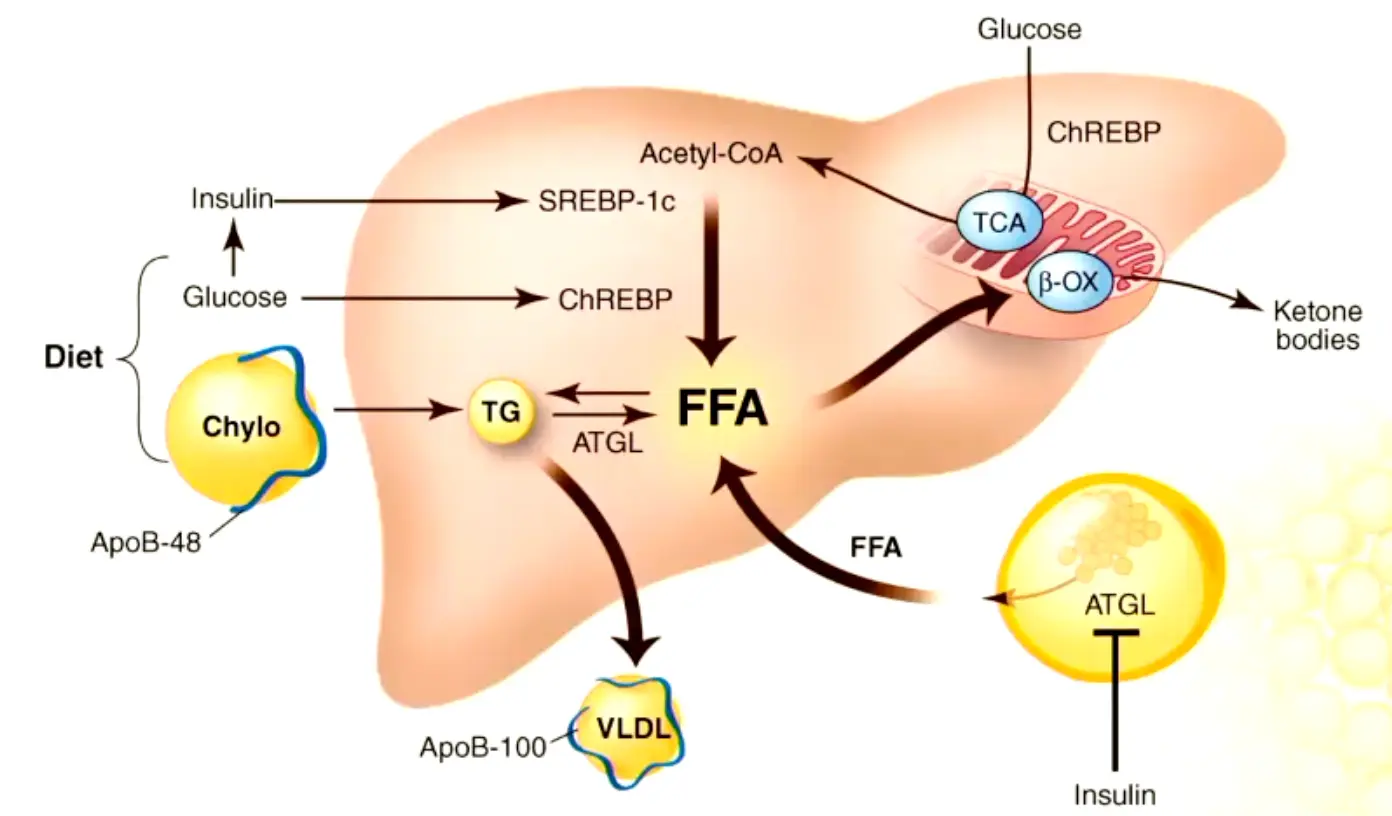 Glucose
ChREBP
Acetyl-CoA
Insulin
SREBP-1c
TCA
β-OX
Glucose
ChREBP
Ketone
bodies
Diet
Chylo
TG
FFA
ATGL
ApoB-48
FFA
ATGL
VLDL
ApoB-100
Insulin